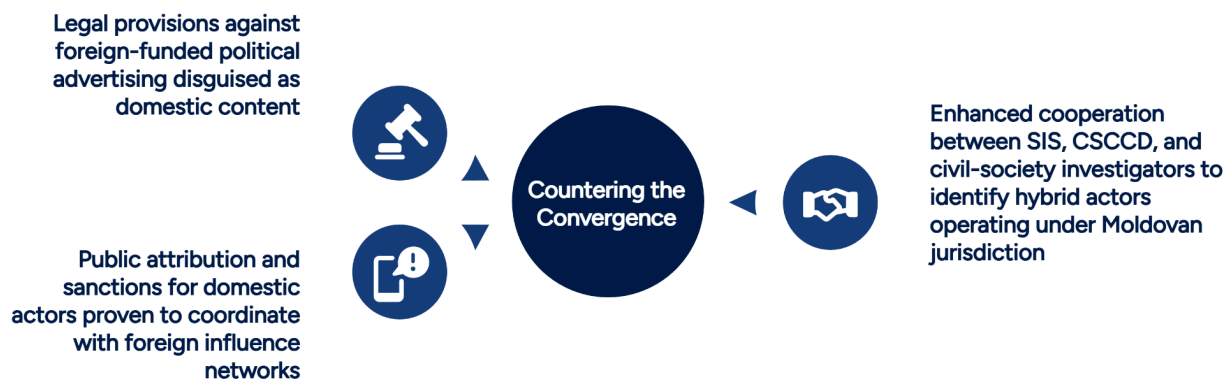 Legal provisions against
foreign-funded political
advertising disguised as
domestic content
Public attribution and
sanctions for domestic
actors proven to coordinate
with foreign influence
networks
Countering the
Convergence
Enhanced cooperation
between SIS, CSCCD, and
civil-society investigators to
identify hybrid actors
operating under Moldovan
jurisdiction